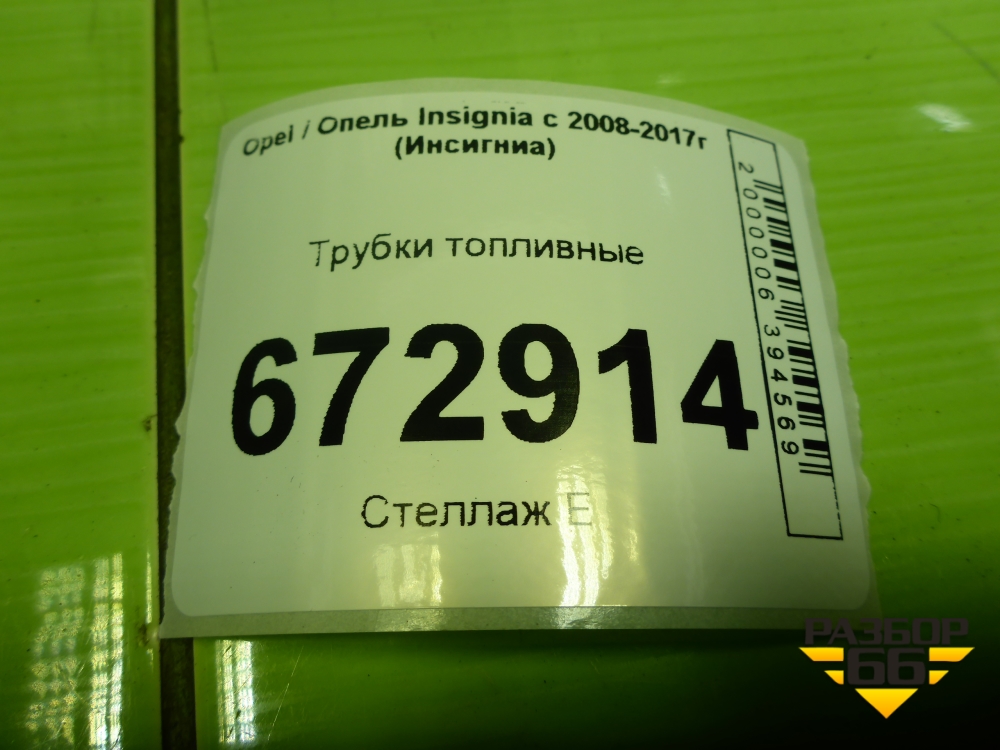 Opel / Опель Insignia с 2008-2017г
(Инсигниа)
Трубки топливные
672914
Стеллаж Е
2000006394569
РАЗБОР
66